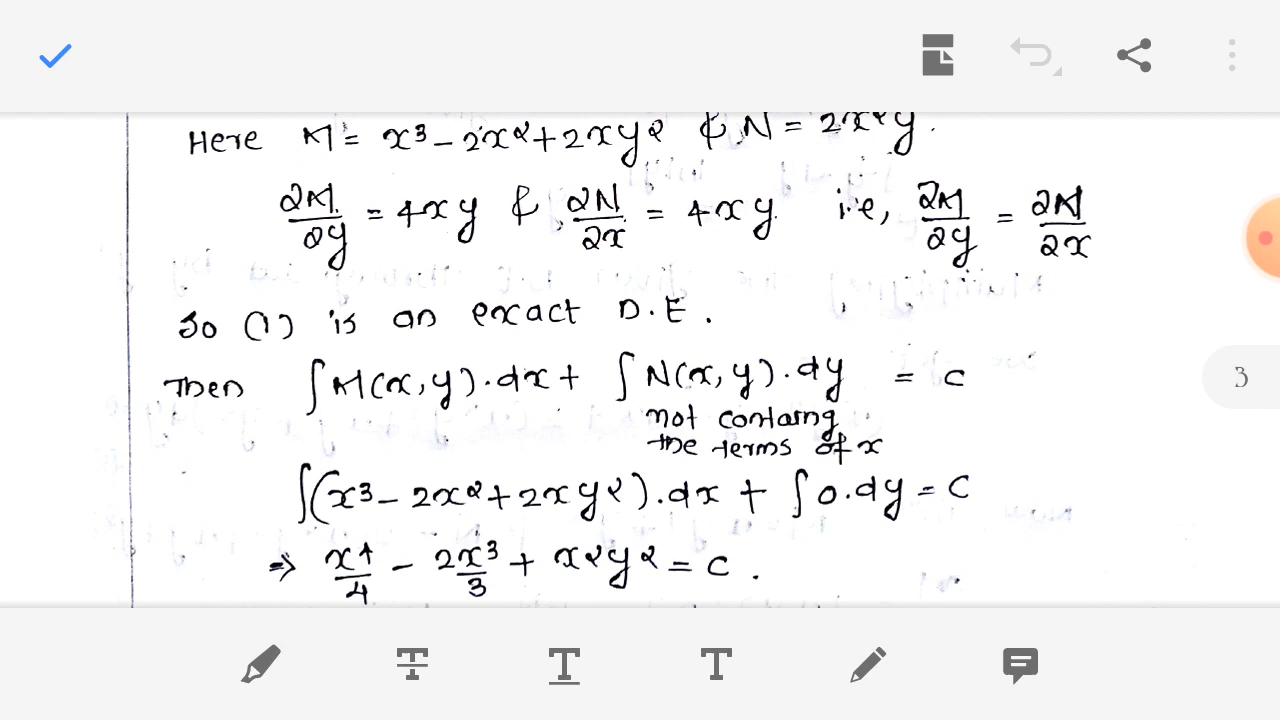 Here M = x³ - 2x² + 2xy² & N = 2x²y.
∂M/∂y = 4xy & ∂N/∂x = 4xy i.e, ∂M/∂y = ∂N/∂x
So (1) is an exact D.E.
Then ∫M(x,y).dx + ∫N(x,y).dy = C
not containg
the terms of x
∫(x³ - 2x² + 2xy²).dx + ∫0.dy = C
⇒ x⁴/4 - 2x³/3 + x²y² = C.
3